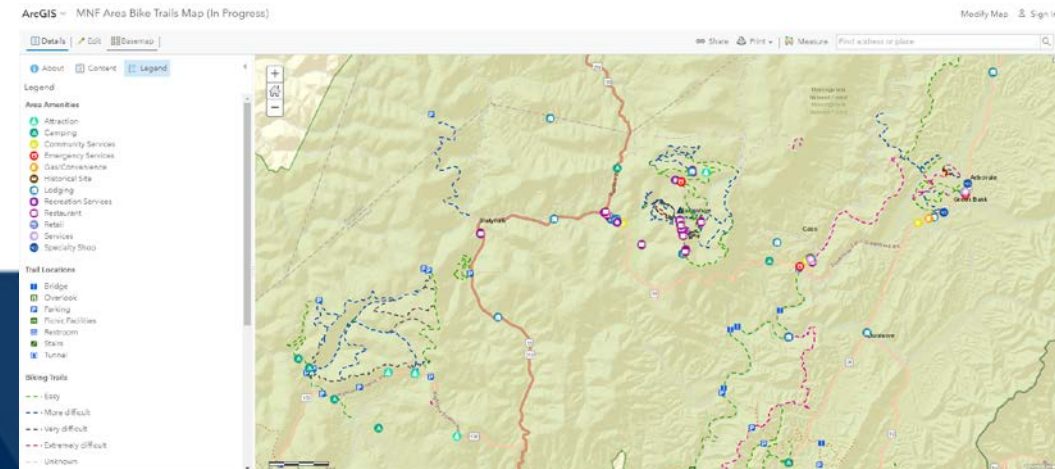 ArcGIS MNF Area Bike Trails Map (In Progress)
Modify Map Sign In
Details Edit Basemap
Share Print Measure Find address or place
About Content Legend
Legend
Area Amenities
Attraction
Camping
Community Services
Emergency Services
Gas/Convenience
Historical Site
Lodging
Recreation Services
Restaurant
Retail
Services
Specialty Shop
Trail Locations
Bridge
Overlook
Parking
Picnic Facilities
Restroom
Stairs
Tunnel
Biking Trails
Easy
More difficult
Very difficult
Extremely difficult
Unknown
Slatyfork
Cass
Arbovale
Green Bank
Dunmore